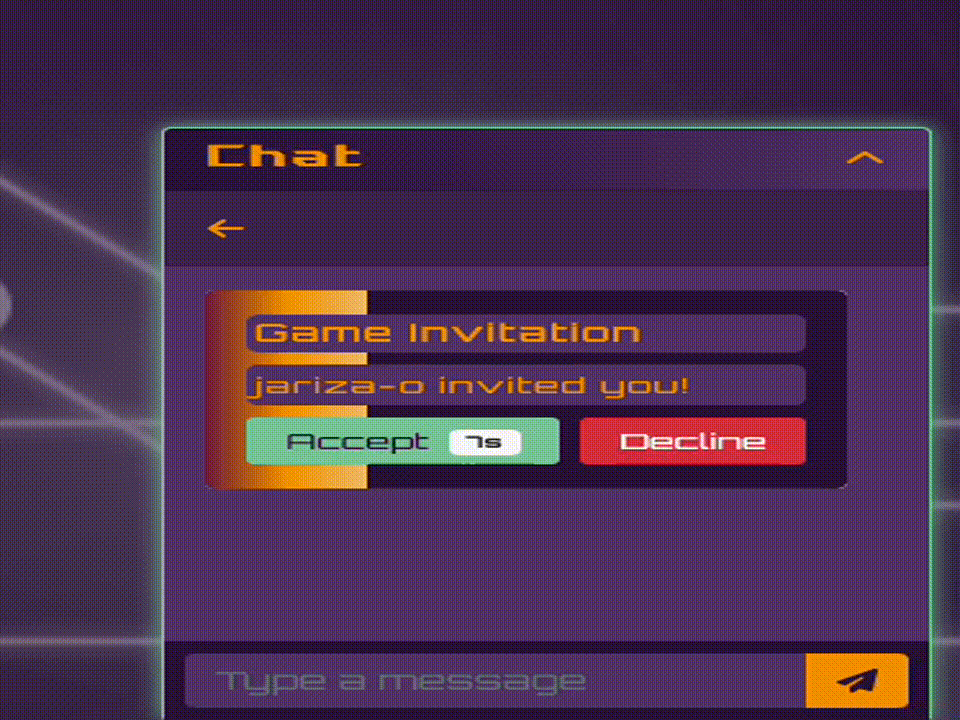 Chat
Game Invitation
jariza-o invited you!
Accept 7s Decline
Type a message